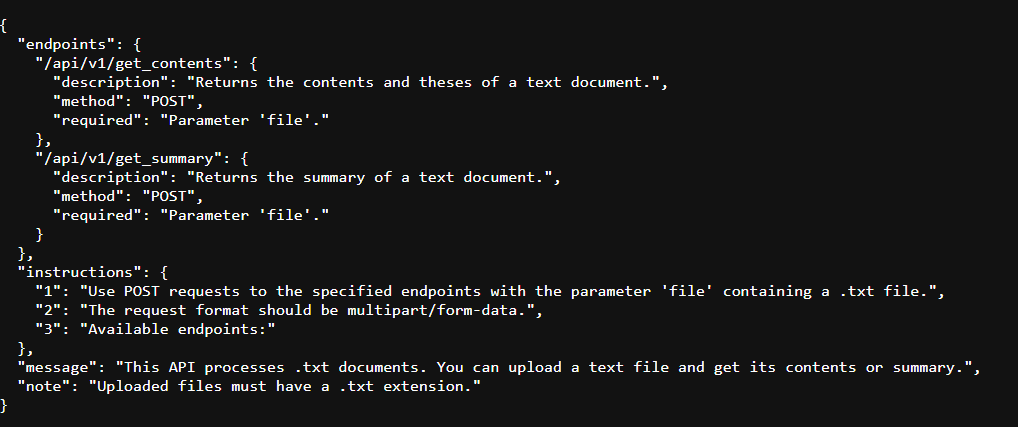 {
  "endpoints": {
    "/api/v1/get_contents": {
      "description": "Returns the contents and theses of a text document.",
      "method": "POST",
      "required": "Parameter 'file'."
    },
    "/api/v1/get_summary": {
      "description": "Returns the summary of a text document.",
      "method": "POST",
      "required": "Parameter 'file'."
    }
  },
  "instructions": {
    "1": "Use POST requests to the specified endpoints with the parameter 'file' containing a .txt file.",
    "2": "The request format should be multipart/form-data.",
    "3": "Available endpoints:"
  },
  "message": "This API processes .txt documents. You can upload a text file and get its contents or summary.",
  "note": "Uploaded files must have a .txt extension."
}